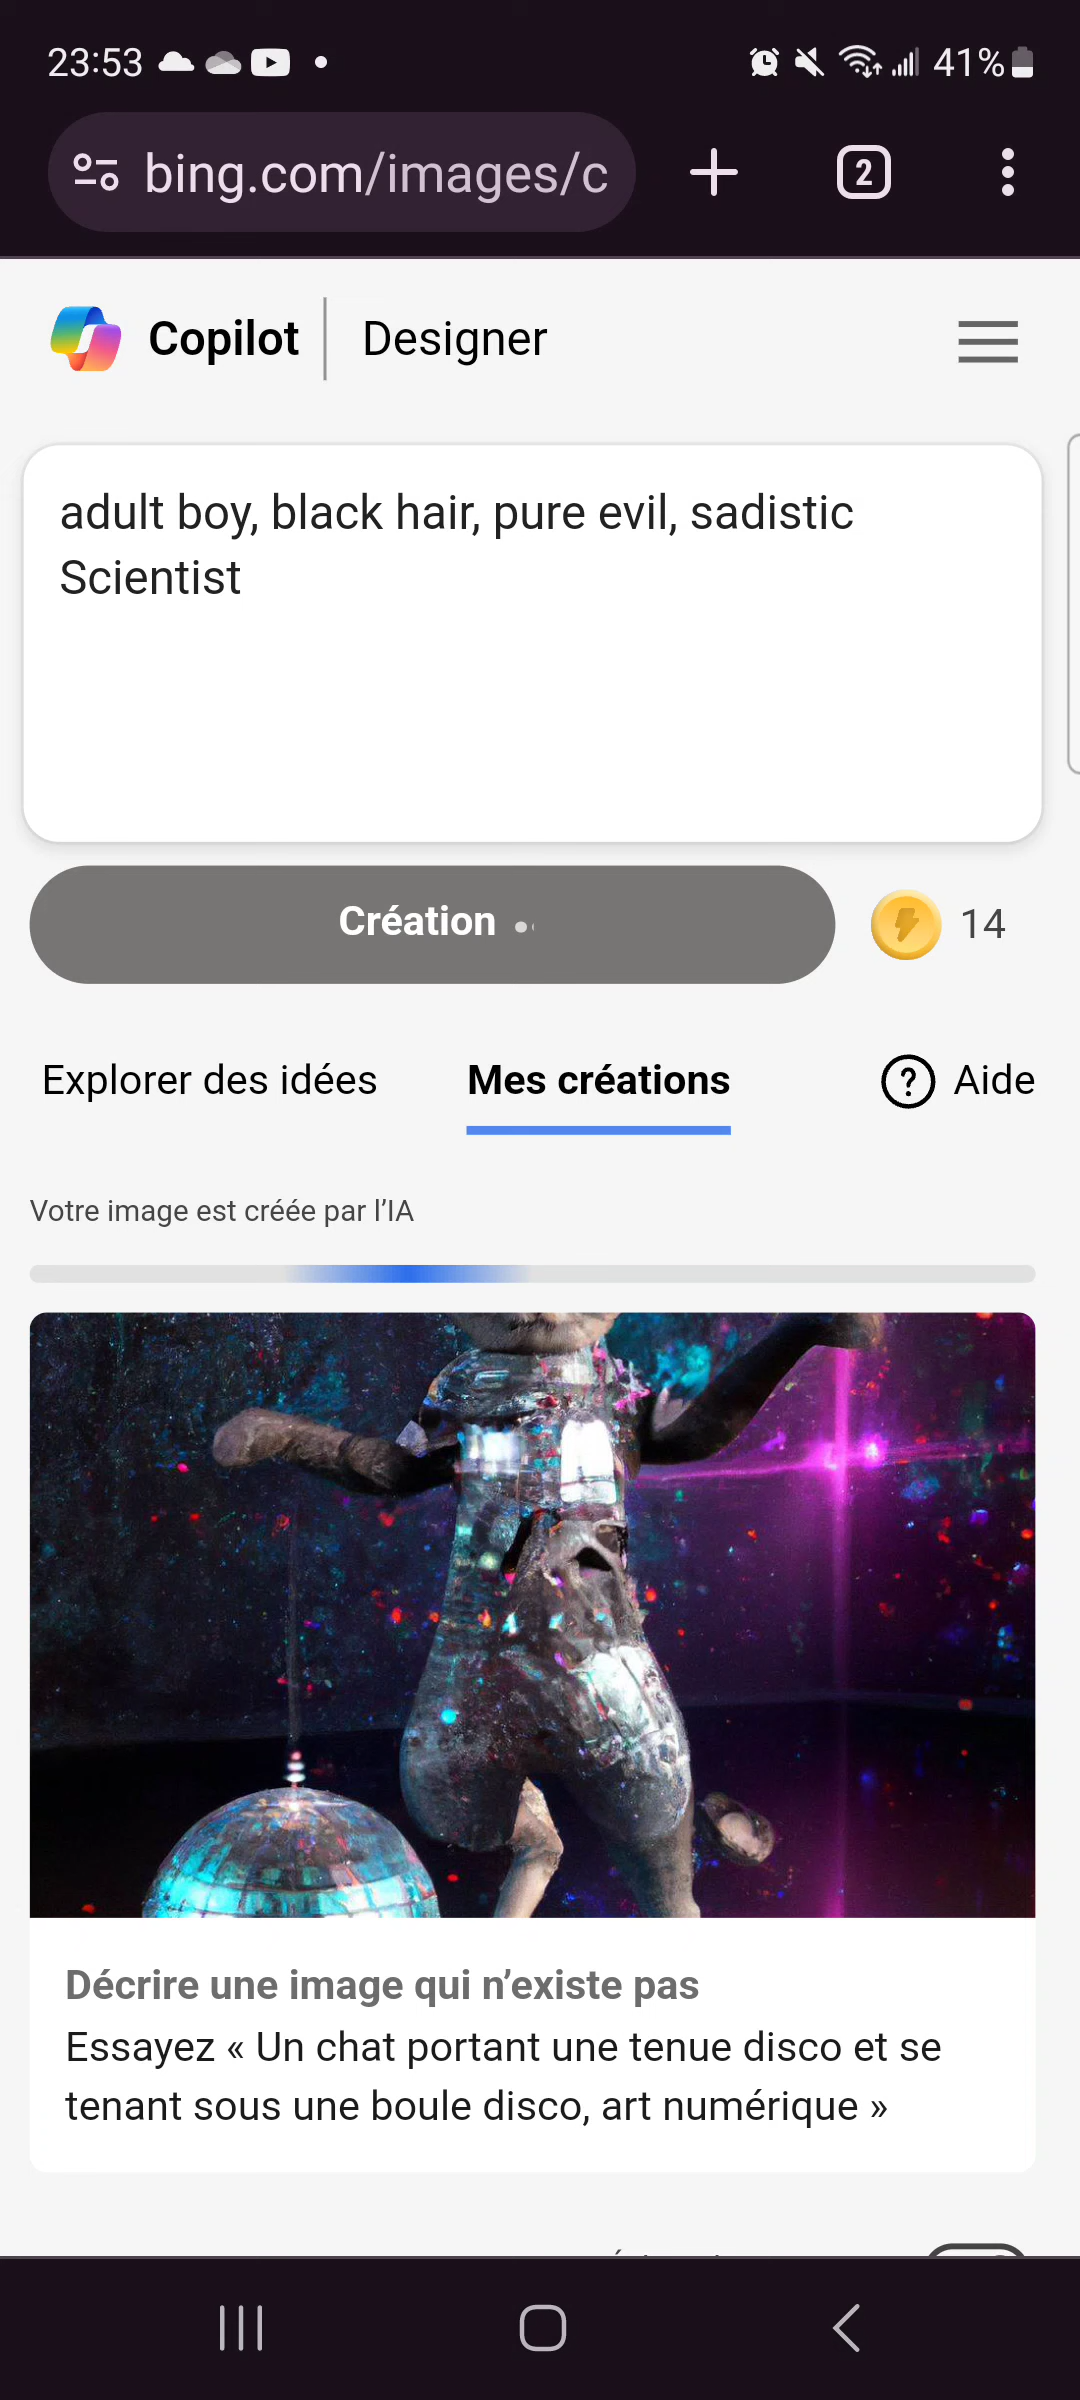 23:53
41%
bing.com/images/c
2
Copilot
Designer
adult boy, black hair, pure evil, sadistic
Scientist
Création
14
Explorer des idées
Mes créations
? Aide
Votre image est créée par l’IA
Décrire une image qui n’existe pas
Essayez « Un chat portant une tenue disco et se
tenant sous une boule disco, art numérique »